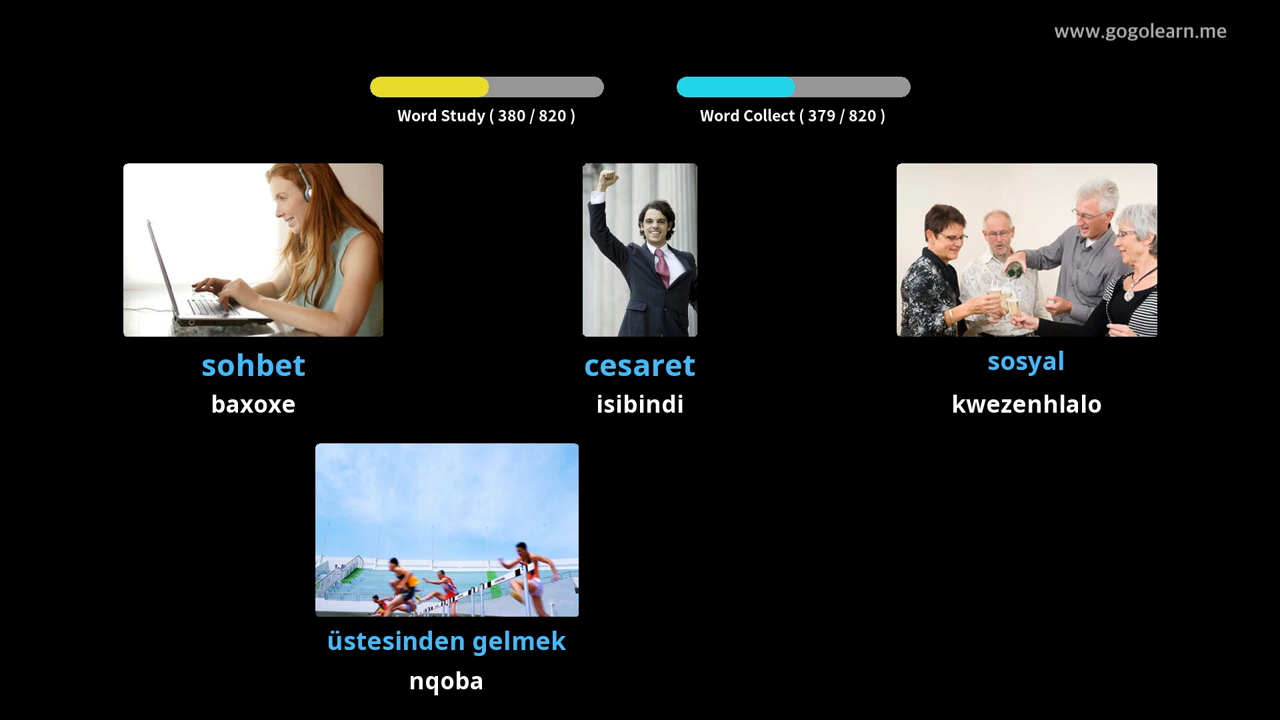 www.gogolearn.me
Word Study ( 380 / 820 )
Word Collect ( 379 / 820 )
sohbet
baxoxe
cesaret
isibindi
sosyal
kwezenhlalo
üstesinden gelmek
nqoba